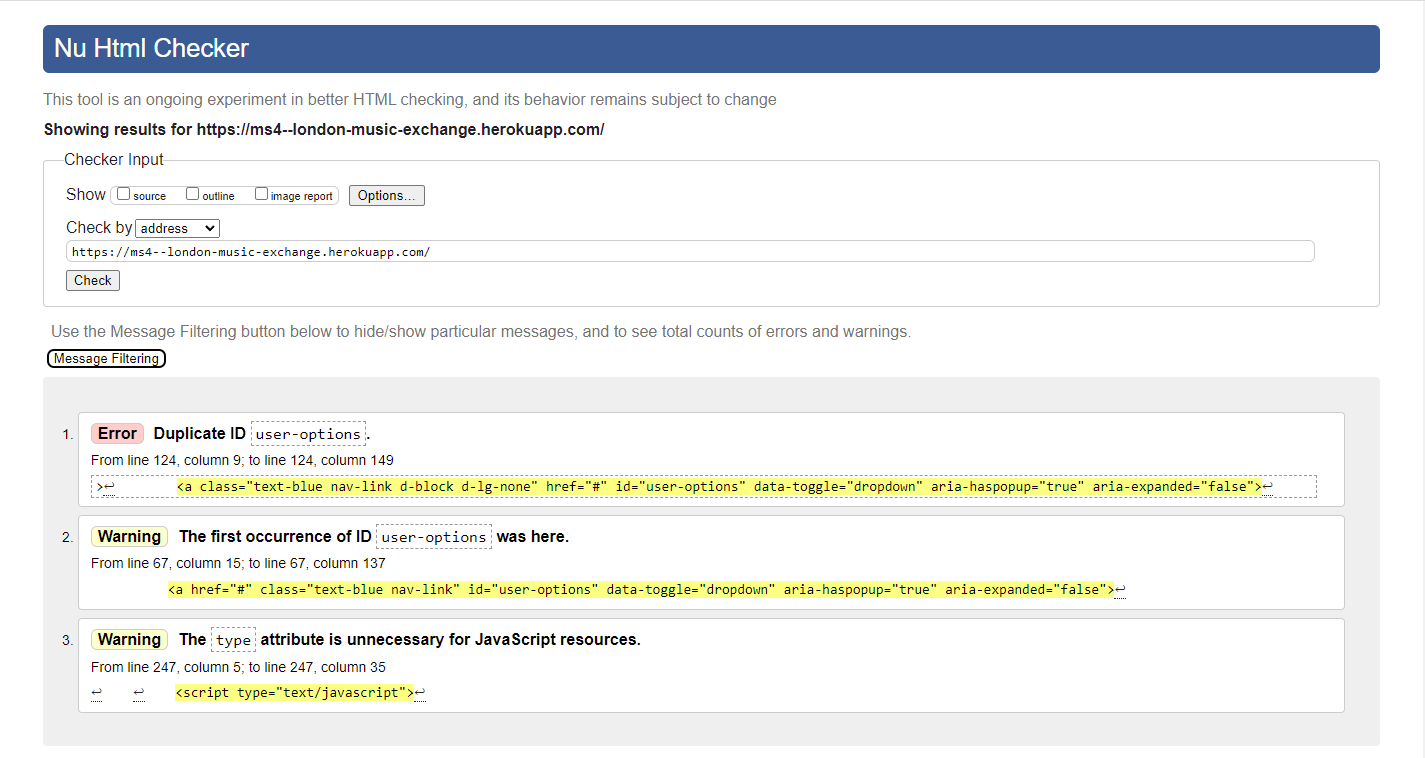 Nu Html Checker
This tool is an ongoing experiment in better HTML checking, and its behavior remains subject to change
Showing results for https://ms4--london-music-exchange.herokuapp.com/
Checker Input
Show source outline image report Options...
Check by address
https://ms4--london-music-exchange.herokuapp.com/
Check
Use the Message Filtering button below to hide/show particular messages, and to see total counts of errors and warnings.
Message Filtering
1. Error Duplicate ID user-options.
From line 124, column 9; to line 124, column 149
>↩ <a class="text-blue nav-link d-block d-lg-none" href="#" id="user-options" data-toggle="dropdown" aria-haspopup="true" aria-expanded="false">↩
2. Warning The first occurrence of ID user-options was here.
From line 67, column 15; to line 67, column 137
<a href="#" class="text-blue nav-link" id="user-options" data-toggle="dropdown" aria-haspopup="true" aria-expanded="false">↩
3. Warning The type attribute is unnecessary for JavaScript resources.
From line 247, column 5; to line 247, column 35
↩ ↩ <script type="text/javascript">↩